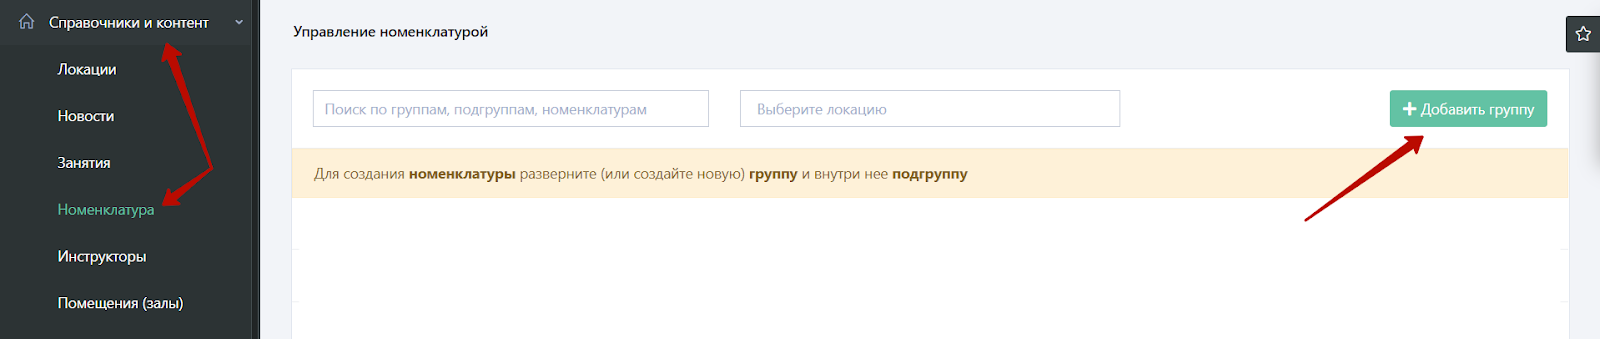 Справочники и контент
Локации
Новости
Занятия
Номенклатура
Инструкторы
Помещения (залы)
Управление номенклатурой
Поиск по группам, подгруппам, номенклатурам
Выберите локацию
+ Добавить группу
Для создания номенклатуры разверните (или создайте новую) группу и внутри нее подгруппу